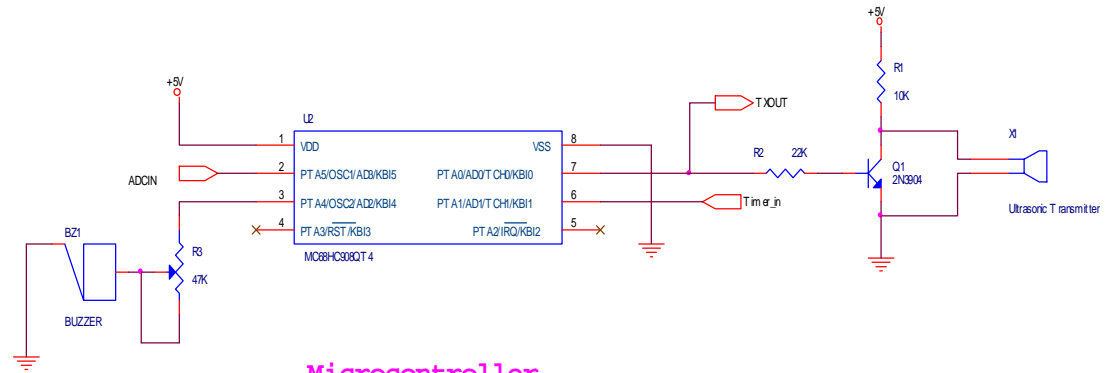 +5V
R1
10K
+5V
U2
TXOUT
X1
1 VDD VSS 8
R2 22K
Q1
2N3904
ADCIN
2 PTA5/OSC1/AD3/KBI5 PTA0/AD0/TCH0/KBI0 7
3 PTA4/OSC2/AD2/KBI4 PTA1/AD1/TCH1/KBI1 6
Timer_in
Ultrasonic Transmitter
4 PTA3/RST/KBI3 PTA2/IRQ/KBI2 5
BZ1
R3
47K
MC68HC908QT4
BUZZER
Microcontroller